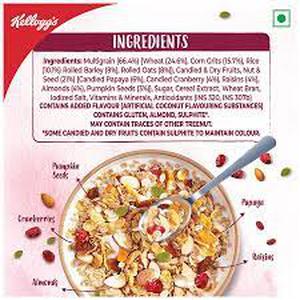 Kellogg's
INGREDIENTS
Ingredients: Multigrain (66.4%) [Wheat (24.6%), Corn Grits (15.7%), Rice
(10.1%) Rolled Barley (8%), Rolled Oats (8%)], Candied & Dry Fruits, Nut &
Seed (21%) [Candied Papaya (6%), Candied Cranberry (4%), Raisins (4%),
Almonds (4%), Pumpkin Seeds (3%)], Sugar, Cereal Extract, Wheat Bran,
Iodized Salt, Vitamins & Minerals, Antioxidants (INS 320, INS 307b)
CONTAINS ADDED FLAVOUR (ARTIFICIAL COCONUT FLAVOURING SUBSTANCES)
CONTAINS GLUTEN, ALMOND, SULPHITE*.
MAY CONTAIN TRACES OF OTHER TREENUT.
*SOME CANDIED AND DRY FRUITS CONTAIN SULPHITE TO MAINTAIN COLOUR.
Pumpkin
Seeds
Papaya
Cranberries
Raisins
Almonds